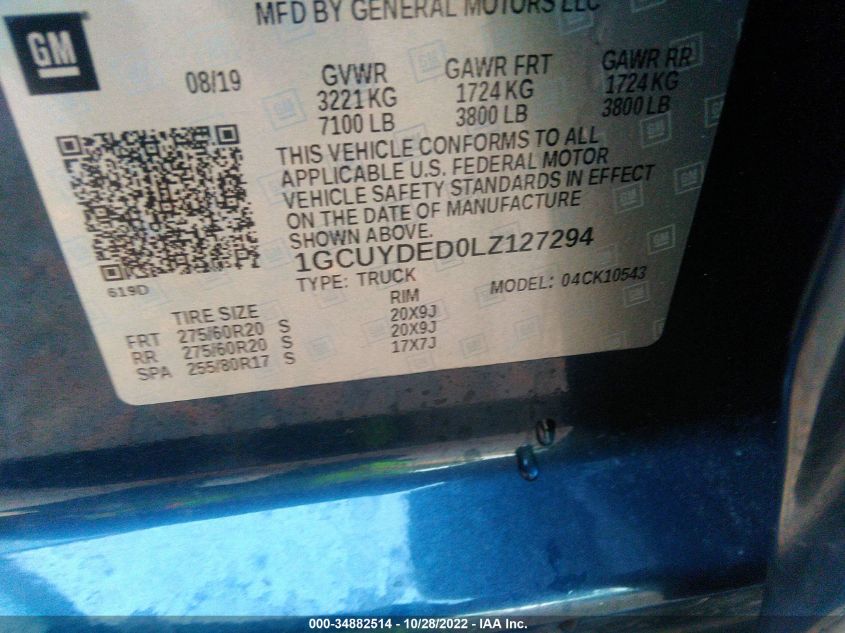 MFD BY GENERAL MOTORS LLC
GM
08/19
GVWR
3221 KG
7100 LB
GAWR FRT
1724 KG
3800 LB
GAWR RR
1724 KG
3800 LB
THIS VEHICLE CONFORMS TO ALL
APPLICABLE U.S. FEDERAL MOTOR
VEHICLE SAFETY STANDARDS IN EFFECT
ON THE DATE OF MANUFACTURE
SHOWN ABOVE.
1GCUYDED0LZ127294
TYPE: TRUCK MODEL: 04CK10543
619D
TIRE SIZE RIM
FRT 275/60R20 S 20X9J
RR 275/60R20 S 20X9J
SPA 255/80R17 S 17X7J
000-34882514 - 10/28/2022 - IAA Inc.